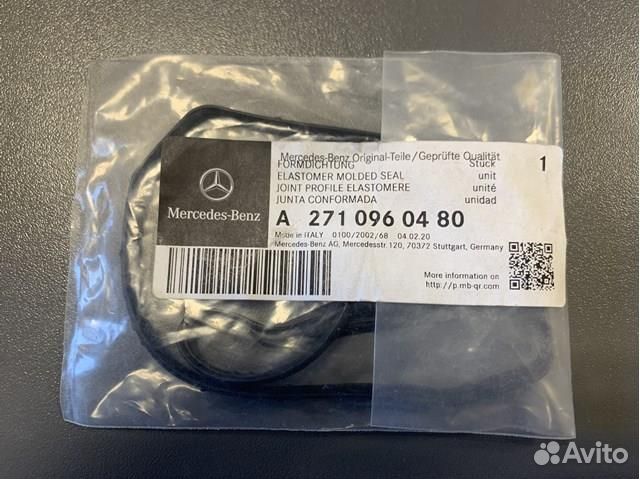 Mercedes-Benz Original-Teile/Geprüfte Qualität
FORMDICHTUNG Stück 1
ELASTOMER MOLDED SEAL unit
JOINT PROFILE ELASTOMERE unité
JUNTA CONFORMADA unidad
Mercedes-Benz
A 271 096 04 80
Made in ITALY 0100/2002/68 04.02.20
Mercedes-Benz AG, Mercedesstr.120, 70372 Stuttgart, Germany
More information on
http://p.mb-qr.com/
Avito